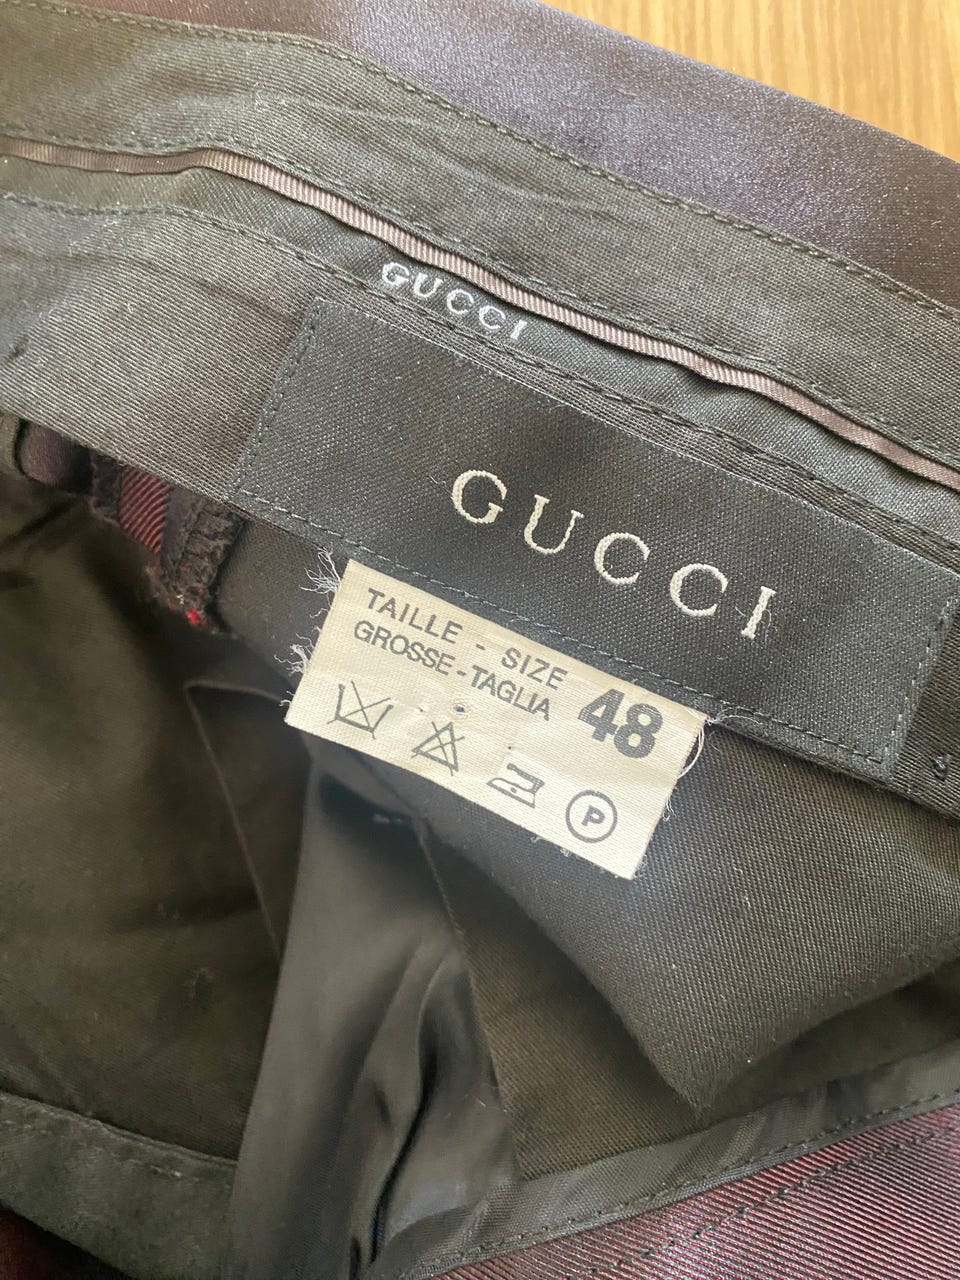 GUCCI
GUCCI
TAILLE - SIZE
GROSSE - TAGLIA
48
P